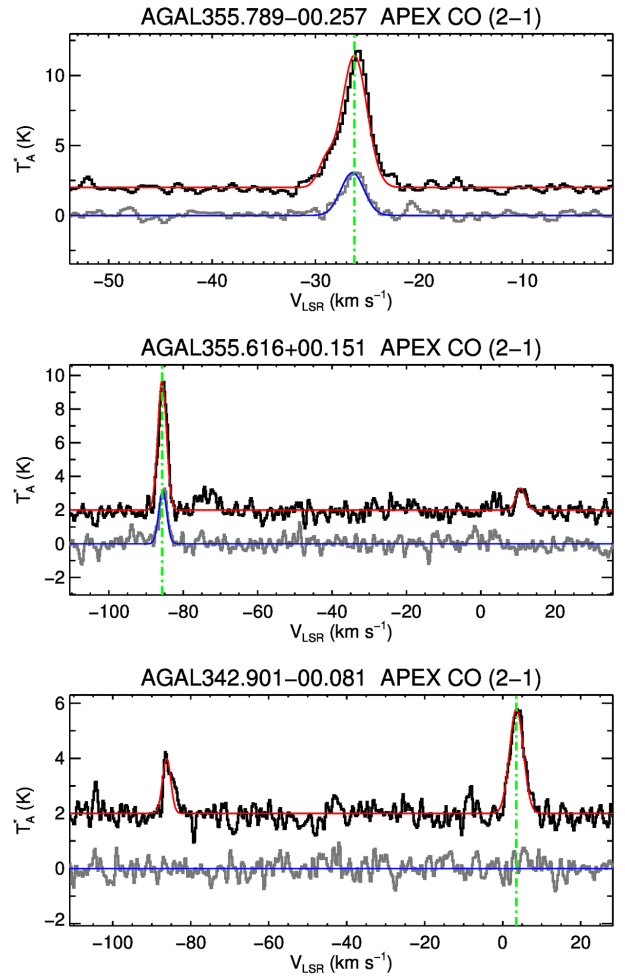 AGAL355.789−00.257 APEX CO (2−1)
10
5
0
T*A (K)
−50 −40 −30 −20 −10
VLSR (km s−1)
AGAL355.616+00.151 APEX CO (2−1)
10
8
6
4
2
0
−2
T*A (K)
−100 −80 −60 −40 −20 0 20
VLSR (km s−1)
AGAL342.901−00.081 APEX CO (2−1)
6
4
2
0
−2
T*A (K)
−100 −80 −60 −40 −20 0 20
VLSR (km s−1)